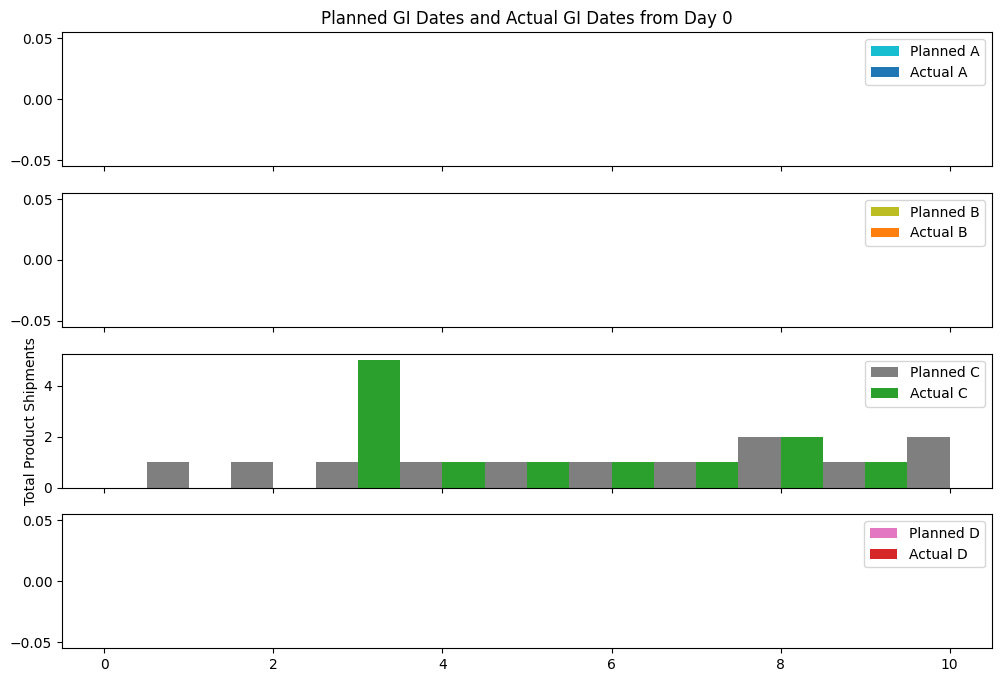 Planned GI Dates and Actual GI Dates from Day 0
0.05
0.00
−0.05
Planned A
Actual A
0.05
0.00
−0.05
Planned B
Actual B
Total Product Shipments
4
2
0
Planned C
Actual C
0.05
0.00
−0.05
Planned D
Actual D
0 2 4 6 8 10